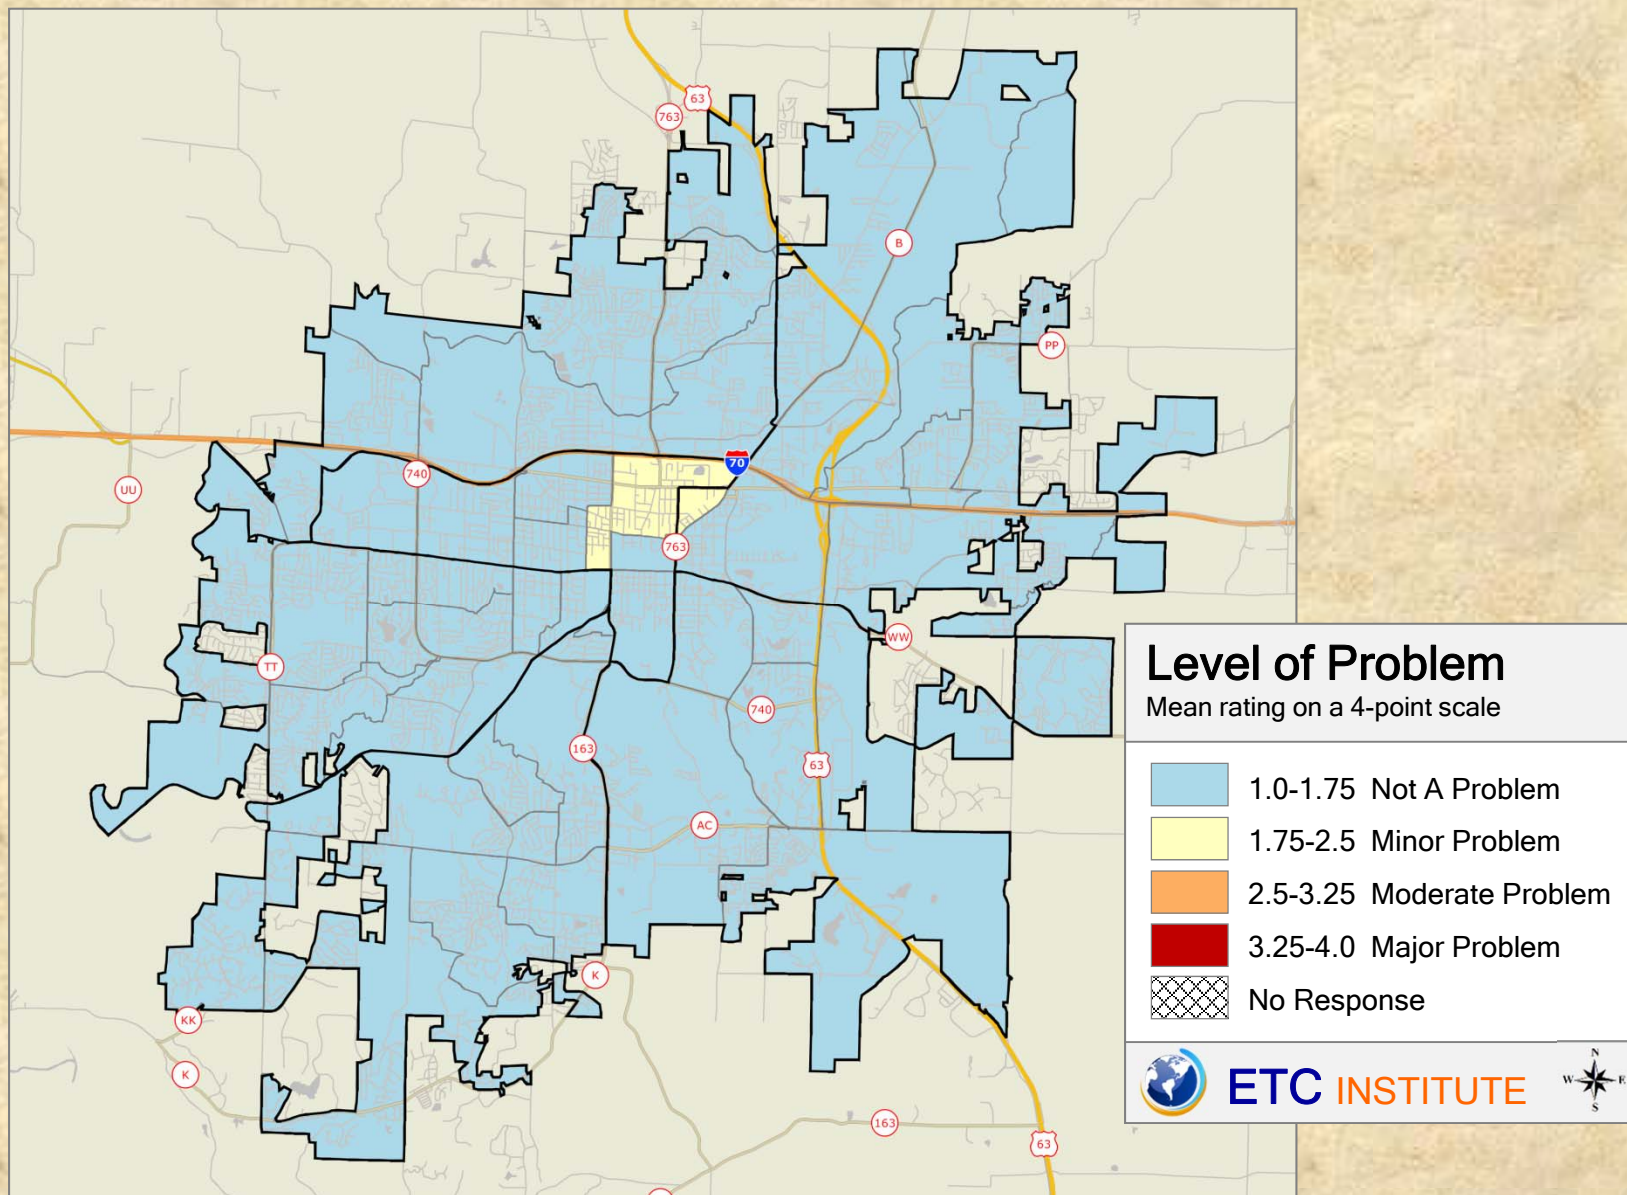 63
763
B
PP
70
740
UU
763
WW
TT
740
163
63
AC
K
KK
K
163
63
Level of Problem
Mean rating on a 4-point scale
1.0-1.75 Not A Problem
1.75-2.5 Minor Problem
2.5-3.25 Moderate Problem
3.25-4.0 Major Problem
No Response
ETC INSTITUTE
N
W E
S